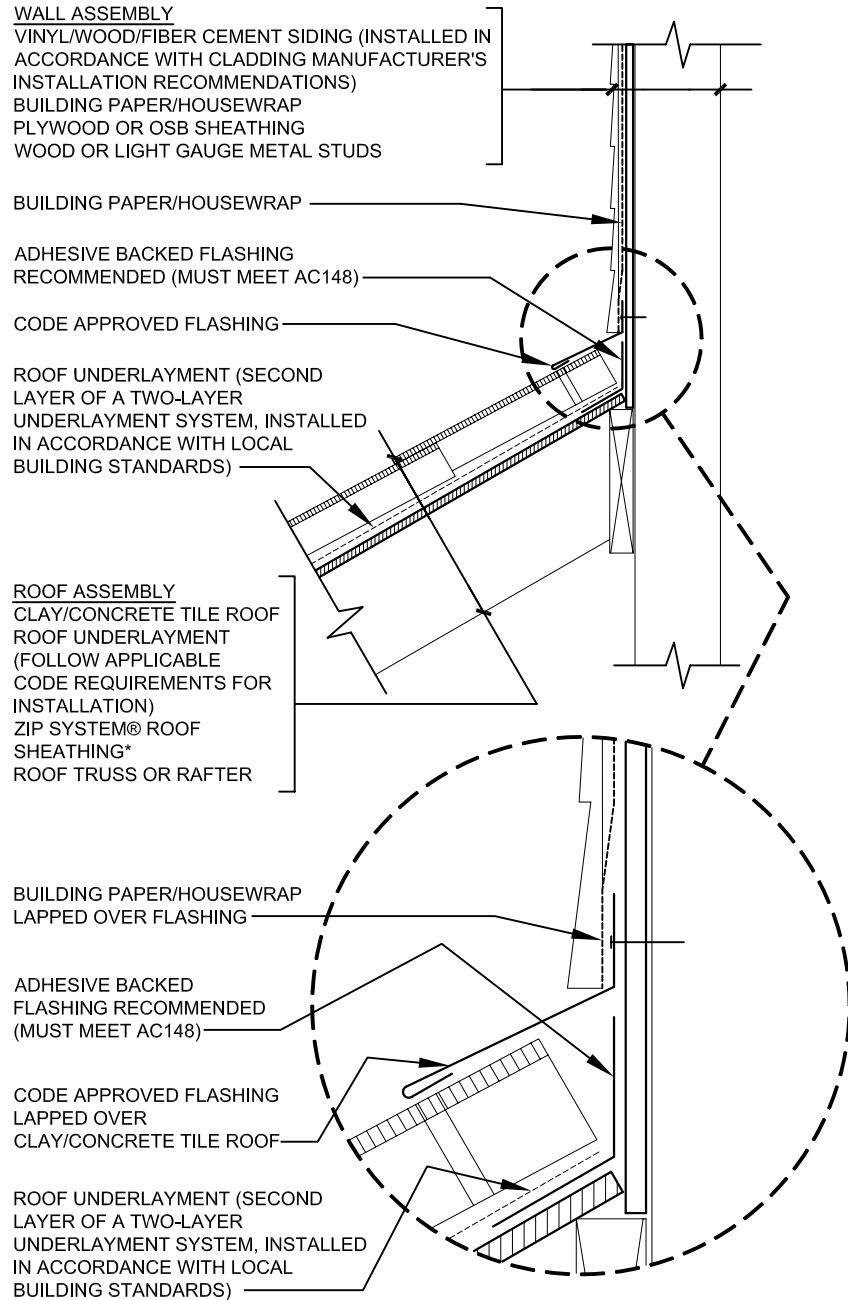 WALL ASSEMBLY
VINYL/WOOD/FIBER CEMENT SIDING (INSTALLED IN
ACCORDANCE WITH CLADDING MANUFACTURER'S
INSTALLATION RECOMMENDATIONS)
BUILDING PAPER/HOUSEWRAP
PLYWOOD OR OSB SHEATHING
WOOD OR LIGHT GAUGE METAL STUDS
BUILDING PAPER/HOUSEWRAP
ADHESIVE BACKED FLASHING
RECOMMENDED (MUST MEET AC148)
CODE APPROVED FLASHING
ROOF UNDERLAYMENT (SECOND
LAYER OF A TWO-LAYER
UNDERLAYMENT SYSTEM, INSTALLED
IN ACCORDANCE WITH LOCAL
BUILDING STANDARDS)
ROOF ASSEMBLY
CLAY/CONCRETE TILE ROOF
ROOF UNDERLAYMENT
(FOLLOW APPLICABLE
CODE REQUIREMENTS FOR
INSTALLATION)
ZIP SYSTEM® ROOF
SHEATHING*
ROOF TRUSS OR RAFTER
BUILDING PAPER/HOUSEWRAP
LAPPED OVER FLASHING
ADHESIVE BACKED
FLASHING RECOMMENDED
(MUST MEET AC148)
CODE APPROVED FLASHING
LAPPED OVER
CLAY/CONCRETE TILE ROOF
ROOF UNDERLAYMENT (SECOND
LAYER OF A TWO-LAYER
UNDERLAYMENT SYSTEM, INSTALLED
IN ACCORDANCE WITH LOCAL
BUILDING STANDARDS)